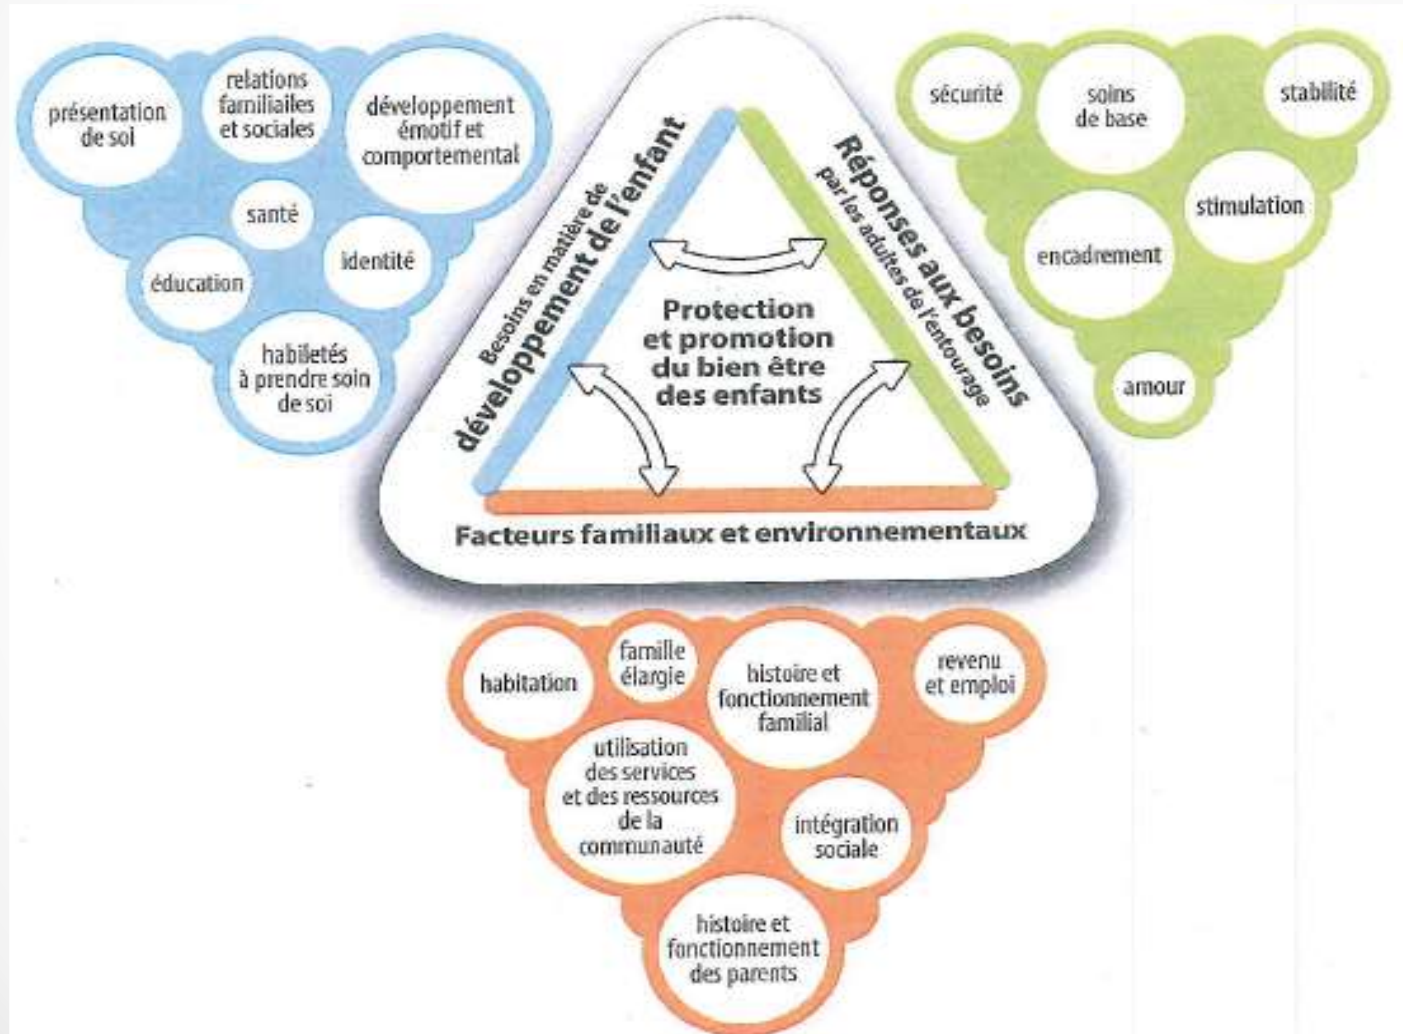 présentation
de soi
relations
familiailes
et sociales
développement
émotif et
comportemental
santé
identité
éducation
habiletés
à prendre soin
de soi
Besoins en matière de
développement de l'enfant
Réponses aux besoins
par les adultes de l'entourage
Protection
et promotion
du bien être
des enfants
Facteurs familiaux et environnementaux
sécurité
soins
de base
stabilité
stimulation
encadrement
amour
habitation
famille
élargie
histoire et
fonctionnement
familial
revenu
et emploi
utilisation
des services
et des ressources
de la
communauté
intégration
sociale
histoire et
fonctionnement
des parents